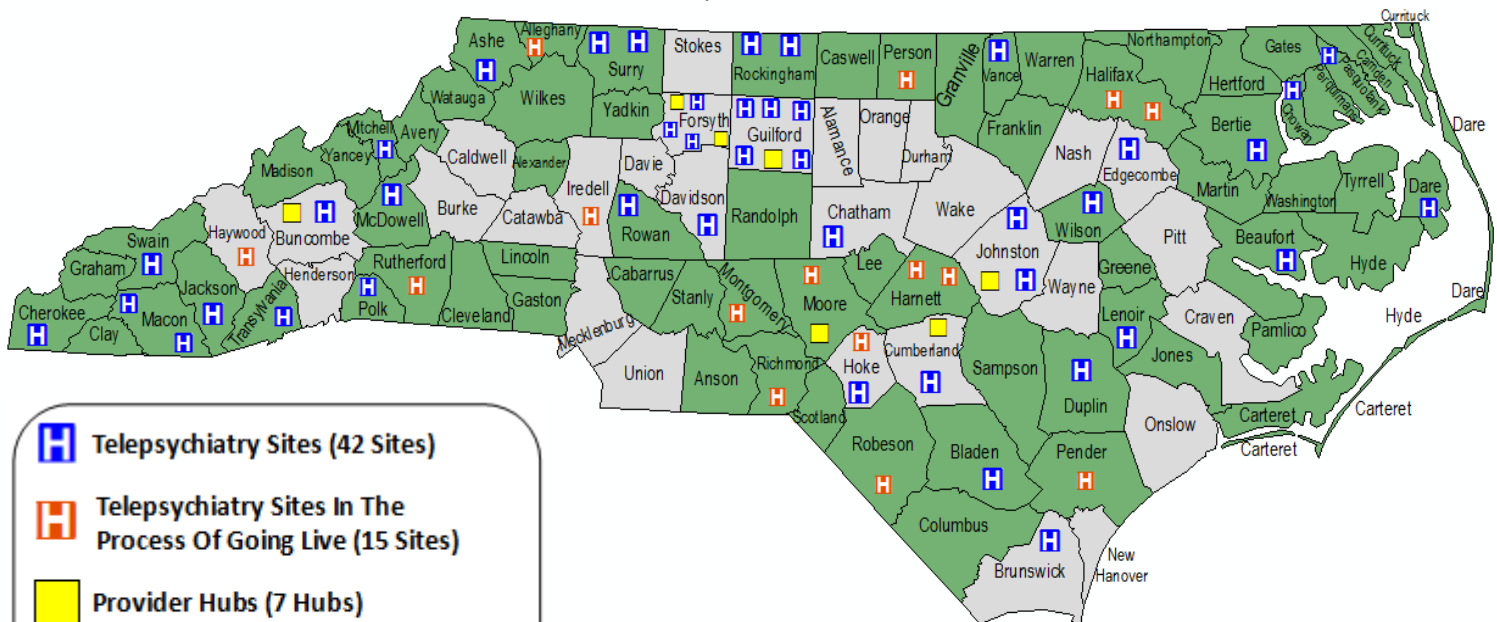 Currituck
Ashe
Alleghany
Surry
Stokes
Rockingham
Caswell
Person
Granville
Vance
Warren
Northampton
Halifax
Gates
Hertford
Currituck
Camden
Pasquotank
Perquimans
Chowan
Watauga
Wilkes
Yadkin
Forsyth
Guilford
Alamance
Orange
Durham
Franklin
Bertie
Dare
Mitchell
Avery
Yancey
Caldwell
Alexander
Davie
Iredell
Nash
Edgecombe
Martin
Washington
Tyrrell
Dare
Madison
Burke
Catawba
Davidson
Randolph
Chatham
Wake
McDowell
Rowan
Wilson
Pitt
Beaufort
Hyde
Swain
Haywood
Buncombe
Johnston
Graham
Henderson
Rutherford
Lincoln
Cabarrus
Stanly
Montgomery
Moore
Lee
Harnett
Wayne
Greene
Dare
Cherokee
Clay
Macon
Jackson
Transylvania
Polk
Cleveland
Gaston
Mecklenburg
Lenoir
Craven
Pamlico
Hyde
Union
Anson
Richmond
Hoke
Cumberland
Sampson
Jones
Scotland
Duplin
Onslow
Carteret
Carteret
Carteret
Robeson
Bladen
Pender
Columbus
Brunswick
New
Hanover
H Telepsychiatry Sites (42 Sites)
H Telepsychiatry Sites In The
Process Of Going Live (15 Sites)
Provider Hubs (7 Hubs)